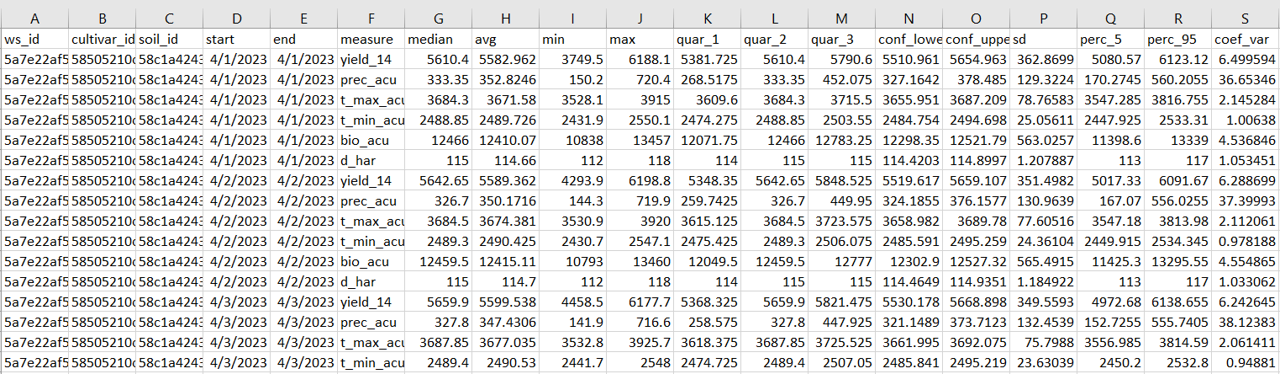 A B C D E F G H I J K L M N O P Q R S
ws_id cultivar_id soil_id start end measure median avg min max quar_1 quar_2 quar_3 conf_lowe conf_uppe sd perc_5 perc_95 coef_var
5a7e22af5 58505210c 58c1a4243 4/1/2023 4/1/2023 yield_14 5610.4 5582.962 3749.5 6188.1 5381.725 5610.4 5790.6 5510.961 5654.963 362.8699 5080.57 6123.12 6.499594
5a7e22af5 58505210c 58c1a4243 4/1/2023 4/1/2023 prec_acu 333.35 352.8246 150.2 720.4 268.5175 333.35 452.075 327.1642 378.485 129.3224 170.2745 560.2055 36.65346
5a7e22af5 58505210c 58c1a4243 4/1/2023 4/1/2023 t_max_acu 3684.3 3671.58 3528.1 3915 3609.6 3684.3 3715.5 3655.951 3687.209 78.76583 3547.285 3816.755 2.145284
5a7e22af5 58505210c 58c1a4243 4/1/2023 4/1/2023 t_min_acu 2488.85 2489.726 2431.9 2550.1 2474.275 2488.85 2503.55 2484.754 2494.698 25.05611 2447.925 2533.31 1.00638
5a7e22af5 58505210c 58c1a4243 4/1/2023 4/1/2023 bio_acu 12466 12410.07 10838 13457 12071.75 12466 12783.25 12298.35 12521.79 563.0257 11398.6 13339 4.536846
5a7e22af5 58505210c 58c1a4243 4/1/2023 4/1/2023 d_har 115 114.66 112 118 114 115 115 114.4203 114.8997 1.207887 113 117 1.053451
5a7e22af5 58505210c 58c1a4243 4/2/2023 4/2/2023 yield_14 5642.65 5589.362 4293.9 6198.8 5348.35 5642.65 5848.525 5519.617 5659.107 351.4982 5017.33 6091.67 6.288699
5a7e22af5 58505210c 58c1a4243 4/2/2023 4/2/2023 prec_acu 326.7 350.1716 144.3 719.9 259.7425 326.7 449.95 324.1855 376.1577 130.9639 167.07 556.0255 37.39993
5a7e22af5 58505210c 58c1a4243 4/2/2023 4/2/2023 t_max_acu 3684.5 3674.381 3530.9 3920 3615.125 3684.5 3723.575 3658.982 3689.78 77.60516 3547.18 3813.98 2.112061
5a7e22af5 58505210c 58c1a4243 4/2/2023 4/2/2023 t_min_acu 2489.3 2490.425 2430.7 2547.1 2475.425 2489.3 2506.075 2485.591 2495.259 24.36104 2449.915 2534.345 0.978188
5a7e22af5 58505210c 58c1a4243 4/2/2023 4/2/2023 bio_acu 12459.5 12415.11 10793 13460 12049.5 12459.5 12777 12302.9 12527.32 565.4915 11425.3 13295.55 4.554865
5a7e22af5 58505210c 58c1a4243 4/2/2023 4/2/2023 d_har 115 114.7 112 118 114 115 115 114.4649 114.9351 1.184922 113 117 1.033062
5a7e22af5 58505210c 58c1a4243 4/3/2023 4/3/2023 yield_14 5659.9 5599.538 4458.5 6177.7 5368.325 5659.9 5821.475 5530.178 5668.898 349.5593 4972.68 6138.655 6.242645
5a7e22af5 58505210c 58c1a4243 4/3/2023 4/3/2023 prec_acu 327.8 347.4306 141.9 716.6 258.575 327.8 447.925 321.1489 373.7123 132.4539 152.7255 555.7405 38.12383
5a7e22af5 58505210c 58c1a4243 4/3/2023 4/3/2023 t_max_acu 3687.85 3677.035 3532.8 3925.7 3618.375 3687.85 3725.525 3661.995 3692.075 75.7988 3556.985 3814.59 2.061411
5a7e22af5 58505210c 58c1a4243 4/3/2023 4/3/2023 t_min_acu 2489.4 2490.53 2441.7 2548 2474.725 2489.4 2507.05 2485.841 2495.219 23.63039 2450.2 2532.8 0.94881